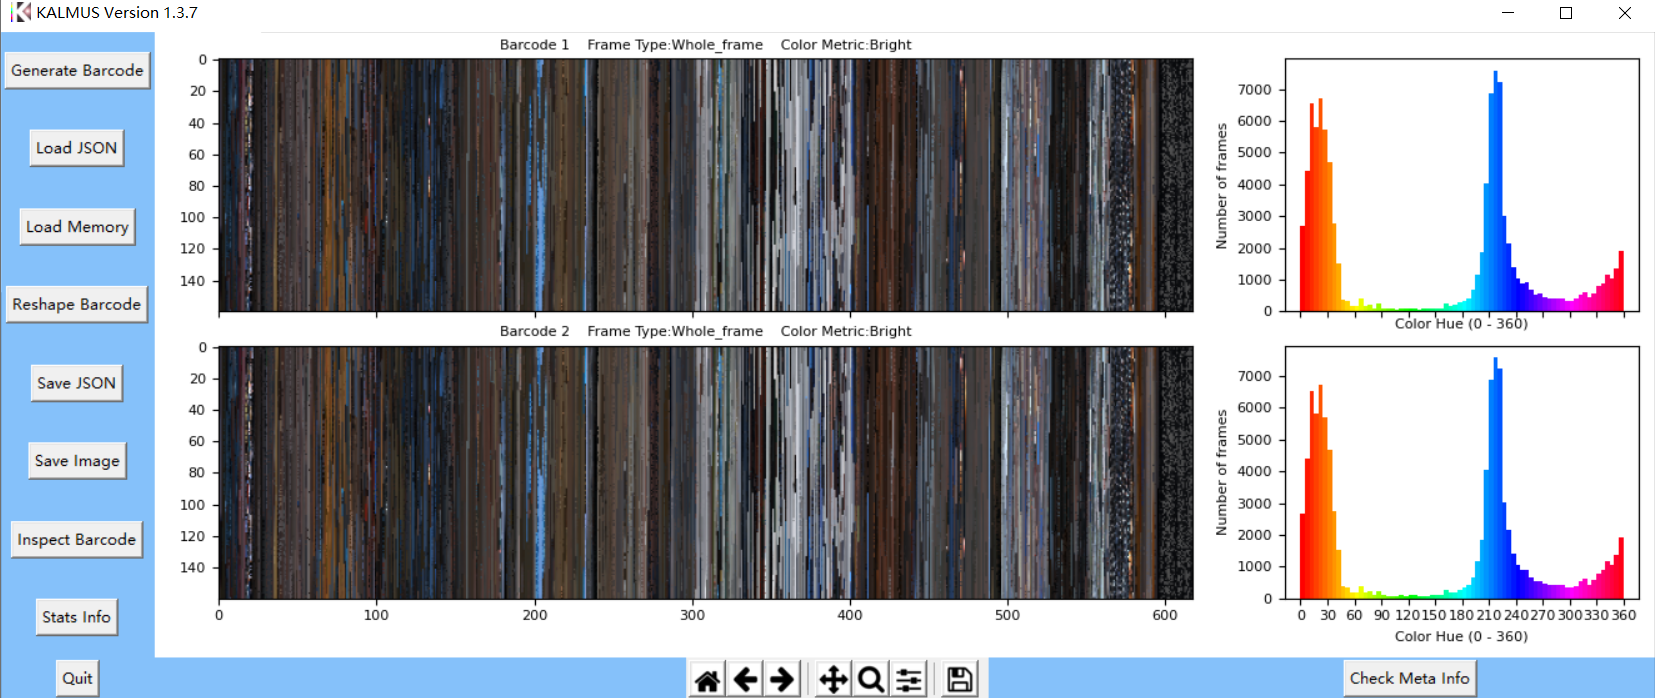 KALMUS Version 1.3.7
Generate Barcode
Load JSON
Load Memory
Reshape Barcode
Save JSON
Save Image
Inspect Barcode
Stats Info
Quit
Barcode 1 Frame Type:Whole_frame Color Metric:Bright
0
20
40
60
80
100
120
140
Number of frames
7000
6000
5000
4000
3000
2000
1000
0
Color Hue (0 - 360)
Barcode 2 Frame Type:Whole_frame Color Metric:Bright
0
20
40
60
80
100
120
140
0 100 200 300 400 500 600
Number of frames
7000
6000
5000
4000
3000
2000
1000
0
0 30 60 90 120 150 180 210 240 270 300 330 360
Color Hue (0 - 360)
Check Meta Info